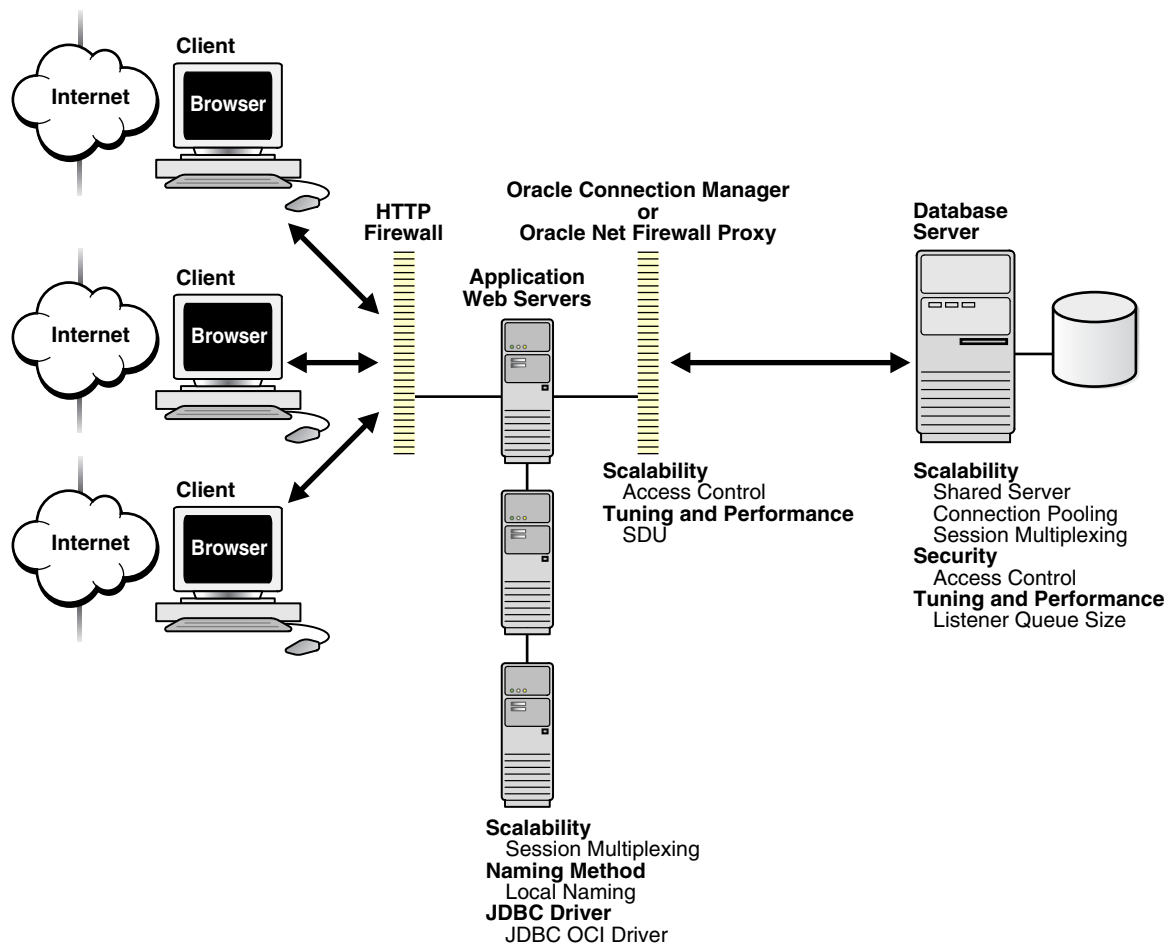 Client
Internet
Browser
Oracle Connection Manager
or
Oracle Net Firewall Proxy
HTTP
Firewall
Database
Server
Client
Application
Web Servers
Internet
Browser
Client
Internet
Browser
Scalability
Access Control
Tuning and Performance
SDU
Scalability
Shared Server
Connection Pooling
Session Multiplexing
Security
Access Control
Tuning and Performance
Listener Queue Size
Scalability
Session Multiplexing
Naming Method
Local Naming
JDBC Driver
JDBC OCI Driver